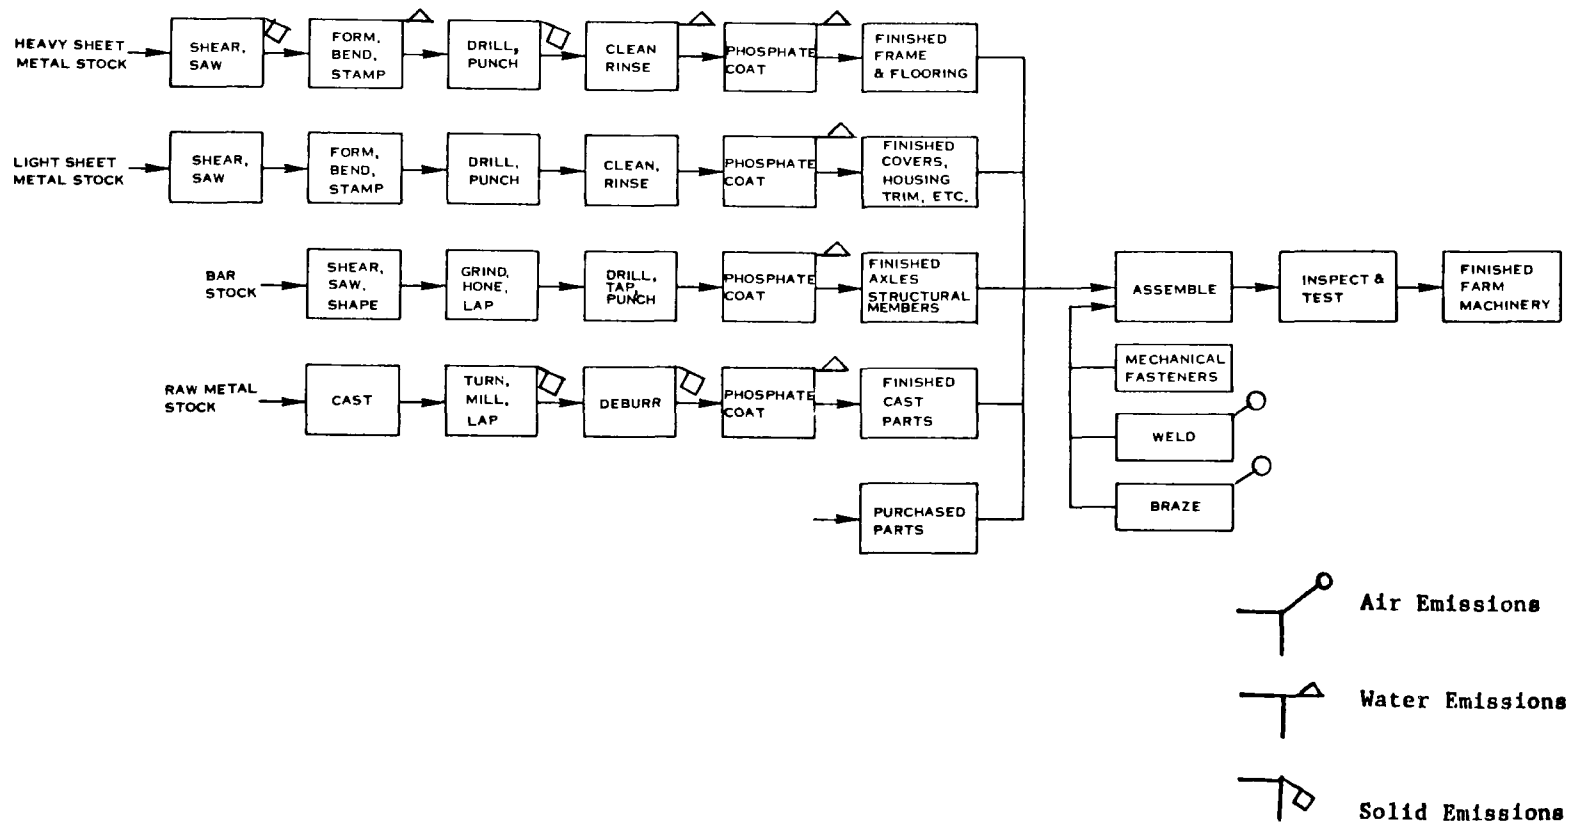 HEAVY SHEET
METAL STOCK
SHEAR,
SAW
FORM,
BEND,
STAMP
DRILL,
PUNCH
CLEAN
RINSE
PHOSPHATE
COAT
FINISHED
FRAME
& FLOORING
LIGHT SHEET
METAL STOCK
SHEAR,
SAW
FORM,
BEND,
STAMP
DRILL,
PUNCH
CLEAN,
RINSE
PHOSPHATE
COAT
FINISHED
COVERS,
HOUSING
TRIM, ETC.
BAR
STOCK
SHEAR,
SAW,
SHAPE
GRIND,
HONE,
LAP
DRILL,
TAP,
PUNCH
PHOSPHATE
COAT
FINISHED
AXLES
STRUCTURAL
MEMBERS
ASSEMBLE
INSPECT &
TEST
FINISHED
FARM
MACHINERY
MECHANICAL
FASTENERS
WELD
BRAZE
RAW METAL
STOCK
CAST
TURN,
MILL,
LAP
DEBURR
PHOSPHATE
COAT
FINISHED
CAST
PARTS
PURCHASED
PARTS
Air Emissions
Water Emissions
Solid Emissions